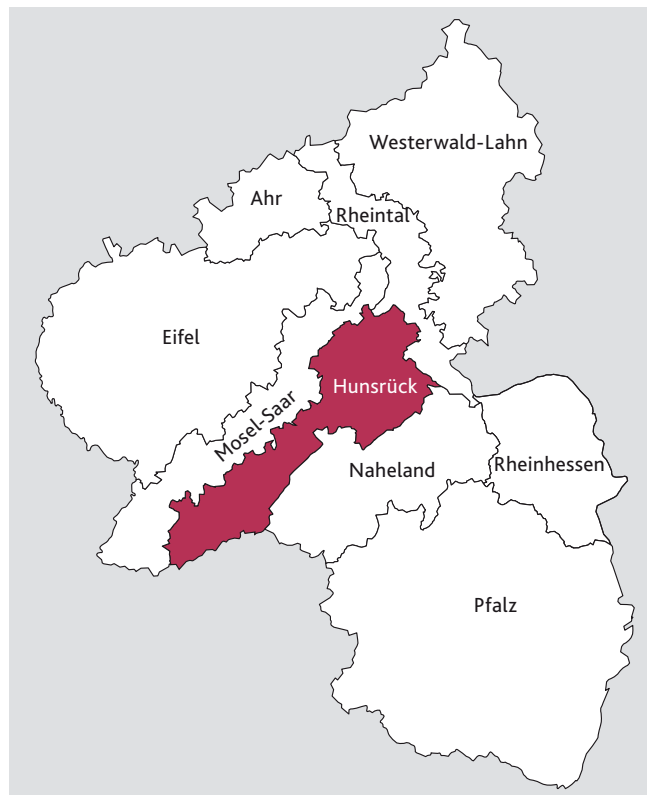 Westerwald-Lahn
Ahr
Rheintal
Eifel
Hunsrück
Mosel-Saar
Naheland
Rheinhessen
Pfalz